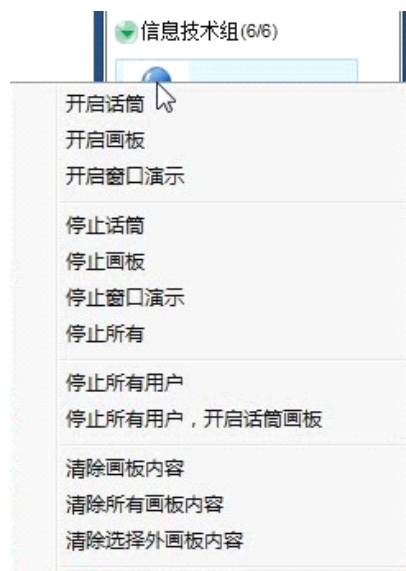 信息技术组(6/6)
开启话筒
开启画板
开启窗口演示
停止话筒
停止画板
停止窗口演示
停止所有
停止所有用户
停止所有用户，开启话筒画板
清除画板内容
清除所有画板内容
清除选择外画板内容